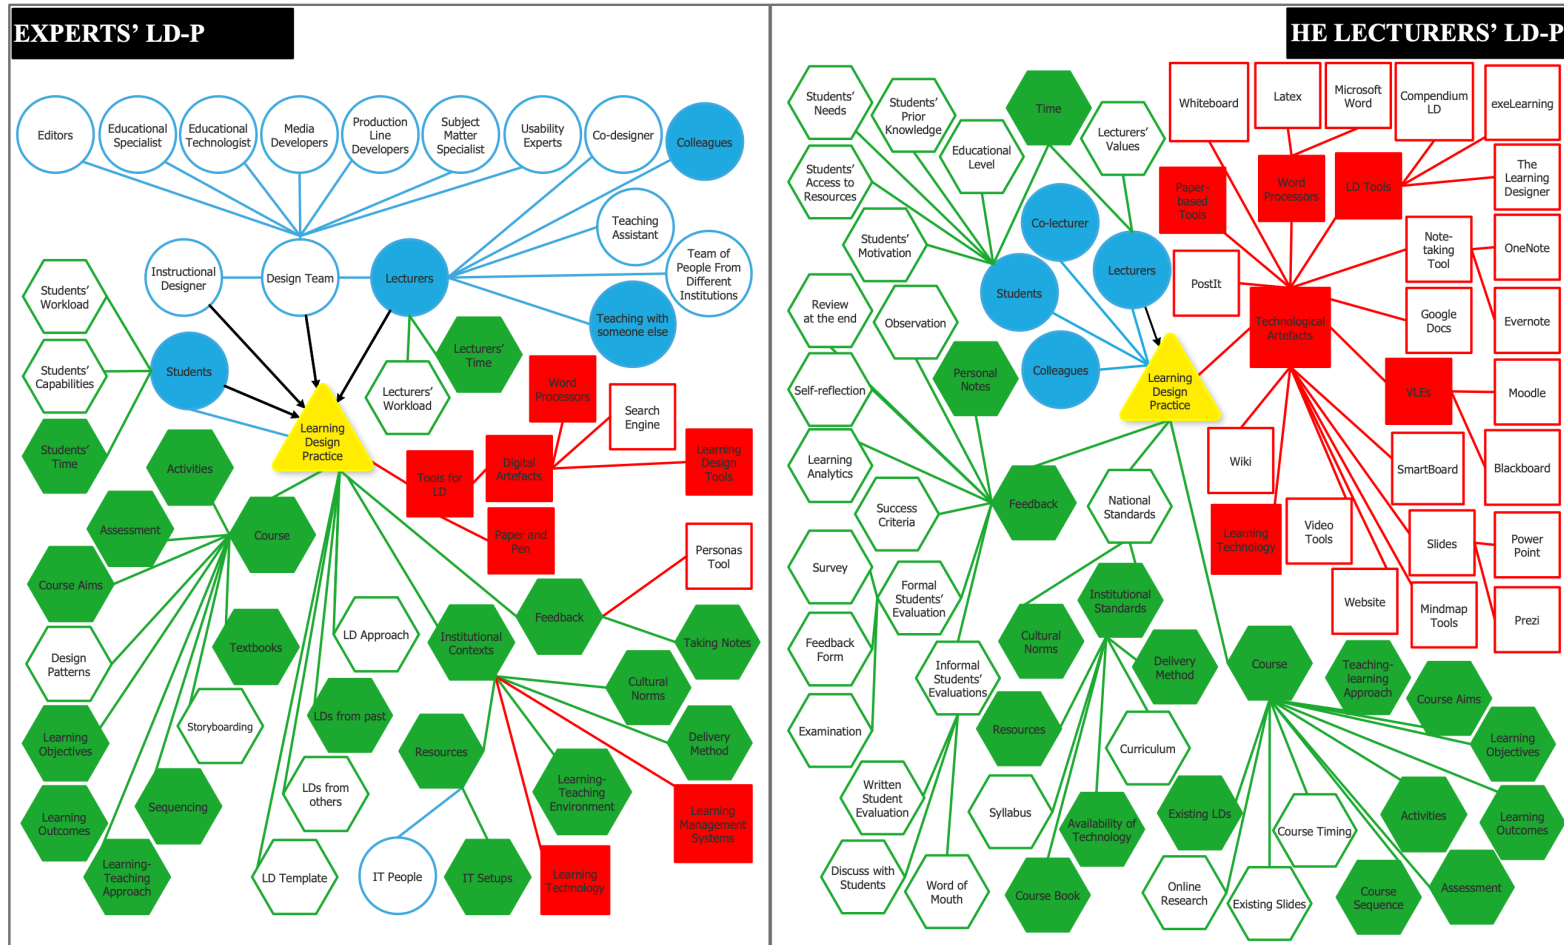 EXPERTS’ LD-P
Editors
Educational
Specialist
Educational
Technologist
Media
Developers
Production
Line
Developers
Subject
Matter
Specialist
Usability
Experts
Co-designer
Colleagues
Teaching
Assistant
Team of
People From
Different
Institutions
Instructional
Designer
Design Team
Lecturers
Teaching with
someone else
Students’
Workload
Students’
Capabilities
Students
Students’
Time
Lecturers’
Time
Lecturers’
Workload
Learning
Design
Practice
Word
Processors
Search
Engine
Tools for
LD
Digital
Artefacts
Learning
Design
Tools
Paper and
Pen
Personas
Tool
Activities
Assessment
Course
Course Aims
Design
Patterns
Textbooks
LD Approach
Institutional
Contexts
Feedback
Taking Notes
Learning
Objectives
Storyboarding
LDs from past
Cultural
Norms
Delivery
Method
Resources
Learning
Outcomes
Sequencing
LDs from
others
Learning-
Teaching
Environment
Learning
Management
Systems
Learning-
Teaching
Approach
LD Template
IT People
IT Setups
Learning
Technology
HE LECTURERS’ LD-P
Students’
Needs
Students’
Prior
Knowledge
Time
Lecturers’
Values
Educational
Level
Students’
Access to
Resources
Students’
Motivation
Co-lecturer
Lecturers
Students
Colleagues
Learning
Design
Practice
Whiteboard
Latex
Microsoft
Word
Compendium
LD
exeLearning
Paper-
based
Tools
Word
Processors
LD Tools
The
Learning
Designer
PostIt
Note-
taking
Tool
OneNote
Technological
Artefacts
Google
Docs
Evernote
VLEs
Moodle
Wiki
SmartBoard
Blackboard
Learning
Technology
Video
Tools
Slides
Power
Point
Website
Mindmap
Tools
Prezi
Review
at the end
Observation
Personal
Notes
Self-reflection
Learning
Analytics
Success
Criteria
Feedback
National
Standards
Survey
Formal
Students’
Evaluation
Feedback
Form
Informal
Students’
Evaluations
Examination
Written
Student
Evaluation
Discuss with
Students
Word of
Mouth
Institutional
Standards
Cultural
Norms
Delivery
Method
Resources
Curriculum
Syllabus
Availability of
Technology
Course Book
Course
Teaching-
learning
Approach
Course Aims
Learning
Objectives
Existing LDs
Course Timing
Activities
Learning
Outcomes
Online
Research
Existing Slides
Course
Sequence
Assessment